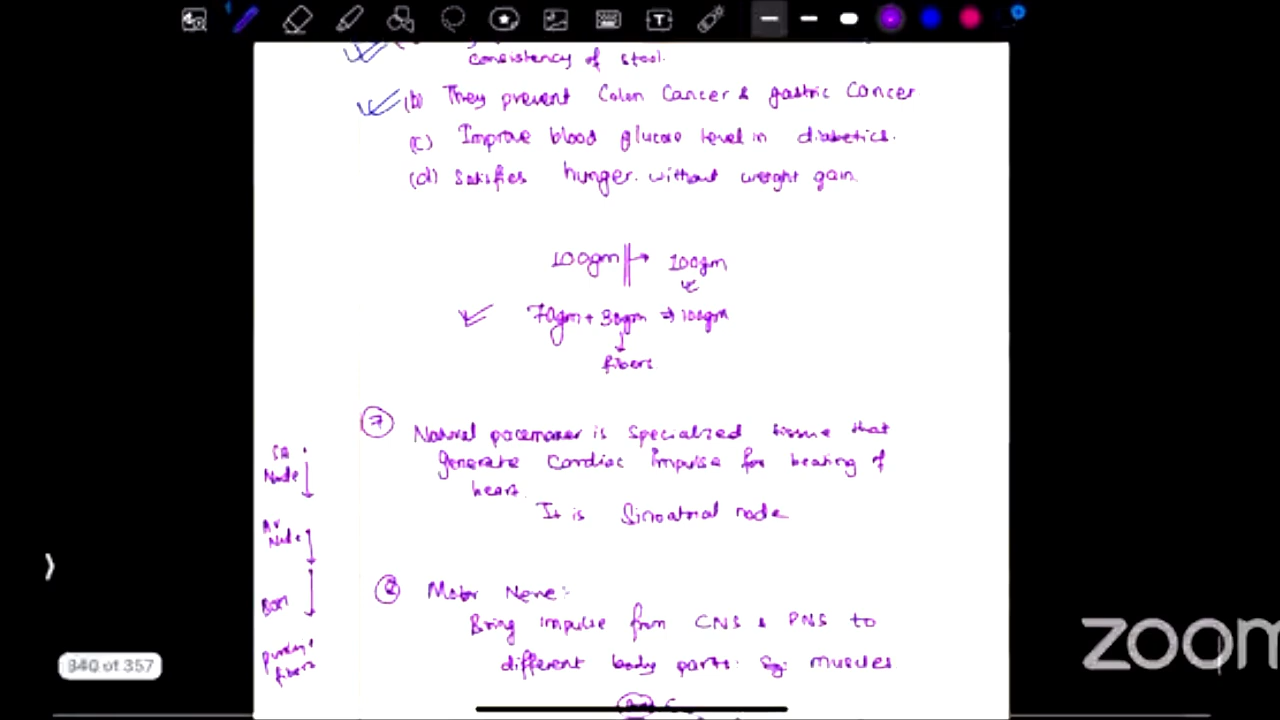 consistency of stool.
(b) They prevent Colon Cancer & gastric Cancer
(c) Improve blood glucose level in diabetics.
(d) Satisfies hunger. without weight gain
100gm → 100gm
70gm + 30gm ⇒ 100gm
↓
fibers
7 Natural pacemaker is specialized tissue that
generate Cardiac impulse for beating of
heart.
It is Sinoatrial node
SA
Node
AV
Node
BOH
fibers
8 Motor Nerve:
Bring impulse from CNS & PNS to
different body parts. Eg: muscles
340 of 357
zoom
T